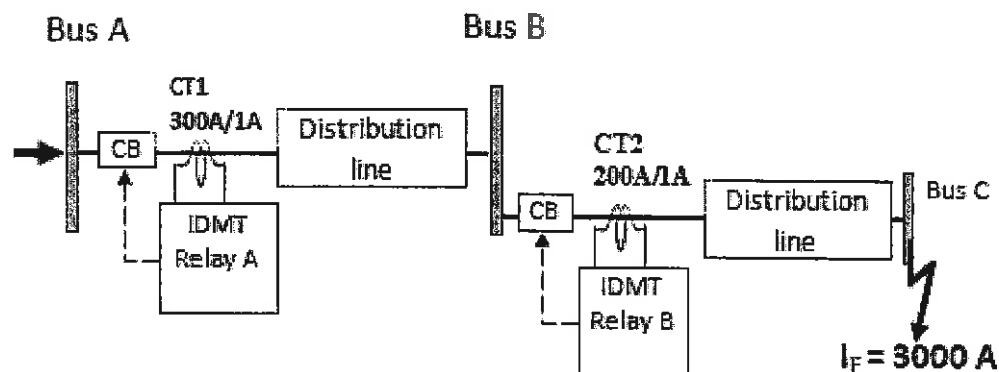 Bus A
Bus B
CT1
300A/1A
CB
Distribution
line
IDMT
Relay A
CT2
200A/1A
CB
Distribution
line
Bus C
IDMT
Relay B
I_F = 3000 A